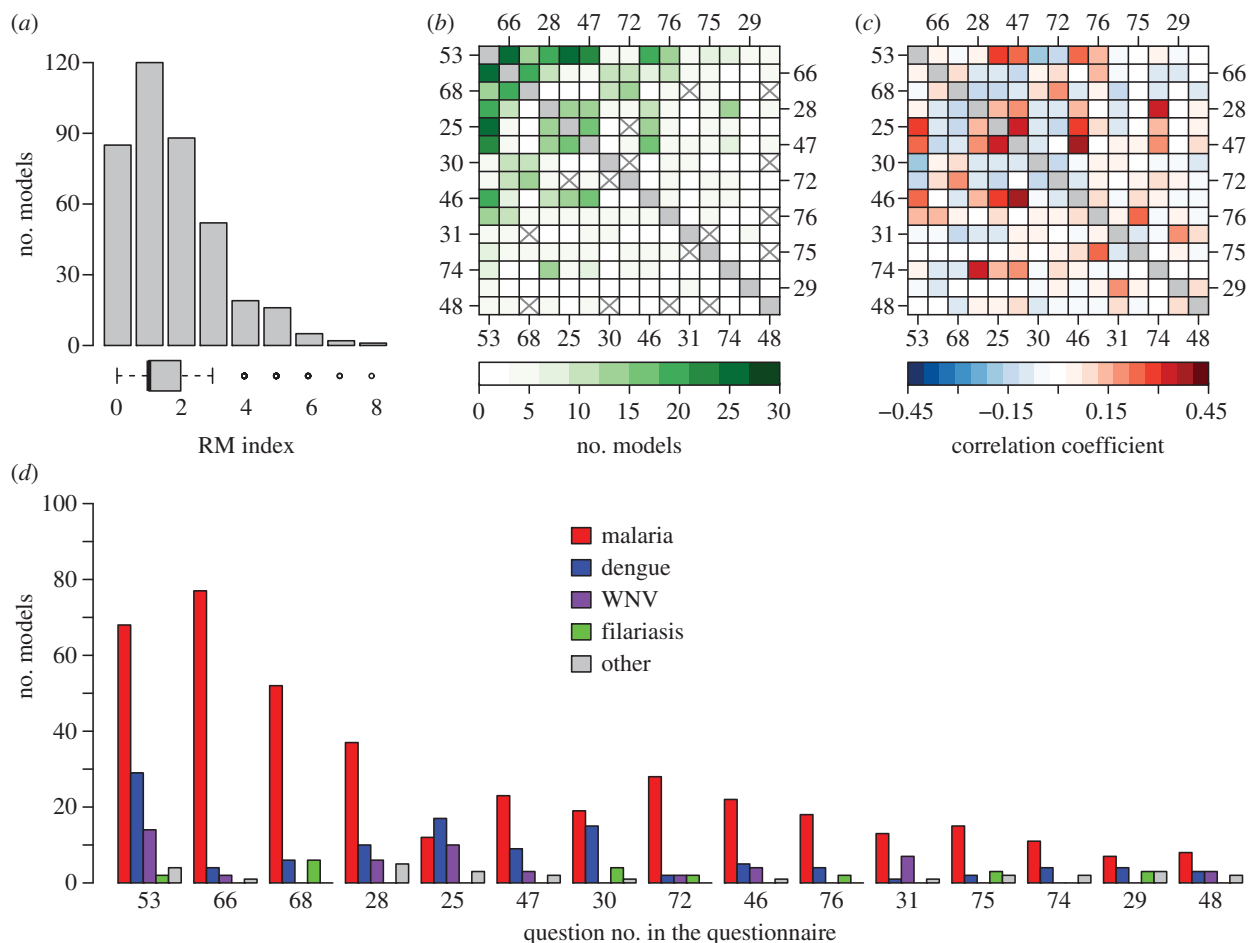 (a)
120
90
60
30
0
no. models
0 2 4 6 8
RM index
(b)
66 28 47 72 76 75 29
53
68
25
30
46
31
74
48
66
28
47
72
76
75
29
53 68 25 30 46 31 74 48
0 5 10 15 20 25 30
no. models
(c)
66 28 47 72 76 75 29
53
68
25
30
46
31
74
48
66
28
47
72
76
75
29
53 68 25 30 46 31 74 48
−0.45 −0.15 0.15 0.45
correlation coefficient
(d)
100
80
60
40
20
0
no. models
malaria
dengue
WNV
filariasis
other
53 66 68 28 25 47 30 72 46 76 31 75 74 29 48
question no. in the questionnaire